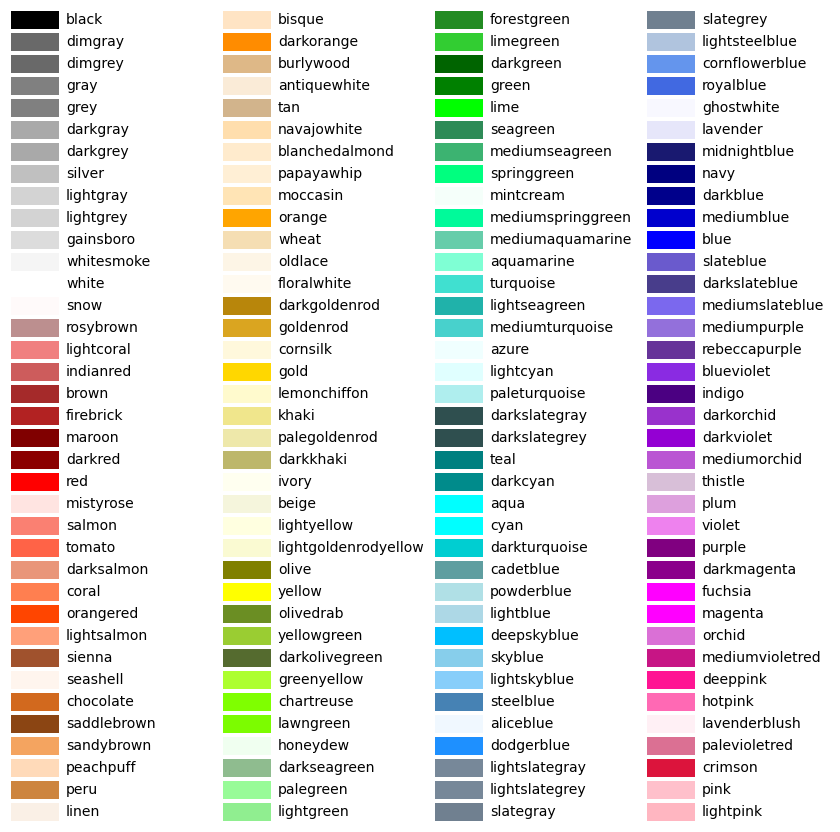 black
dimgray
dimgrey
gray
grey
darkgray
darkgrey
silver
lightgray
lightgrey
gainsboro
whitesmoke
white
snow
rosybrown
lightcoral
indianred
brown
firebrick
maroon
darkred
red
mistyrose
salmon
tomato
darksalmon
coral
orangered
lightsalmon
sienna
seashell
chocolate
saddlebrown
sandybrown
peachpuff
peru
linen
bisque
darkorange
burlywood
antiquewhite
tan
navajowhite
blanchedalmond
papayawhip
moccasin
orange
wheat
oldlace
floralwhite
darkgoldenrod
goldenrod
cornsilk
gold
lemonchiffon
khaki
palegoldenrod
darkkhaki
ivory
beige
lightyellow
lightgoldenrodyellow
olive
yellow
olivedrab
yellowgreen
darkolivegreen
greenyellow
chartreuse
lawngreen
honeydew
darkseagreen
palegreen
lightgreen
forestgreen
limegreen
darkgreen
green
lime
seagreen
mediumseagreen
springgreen
mintcream
mediumspringgreen
mediumaquamarine
aquamarine
turquoise
lightseagreen
mediumturquoise
azure
lightcyan
paleturquoise
darkslategray
darkslategrey
teal
darkcyan
aqua
cyan
darkturquoise
cadetblue
powderblue
lightblue
deepskyblue
skyblue
lightskyblue
steelblue
aliceblue
dodgerblue
lightslategray
lightslategrey
slategray
slategrey
lightsteelblue
cornflowerblue
royalblue
ghostwhite
lavender
midnightblue
navy
darkblue
mediumblue
blue
slateblue
darkslateblue
mediumslateblue
mediumpurple
rebeccapurple
blueviolet
indigo
darkorchid
darkviolet
mediumorchid
thistle
plum
violet
purple
darkmagenta
fuchsia
magenta
orchid
mediumvioletred
deeppink
hotpink
lavenderblush
palevioletred
crimson
pink
lightpink